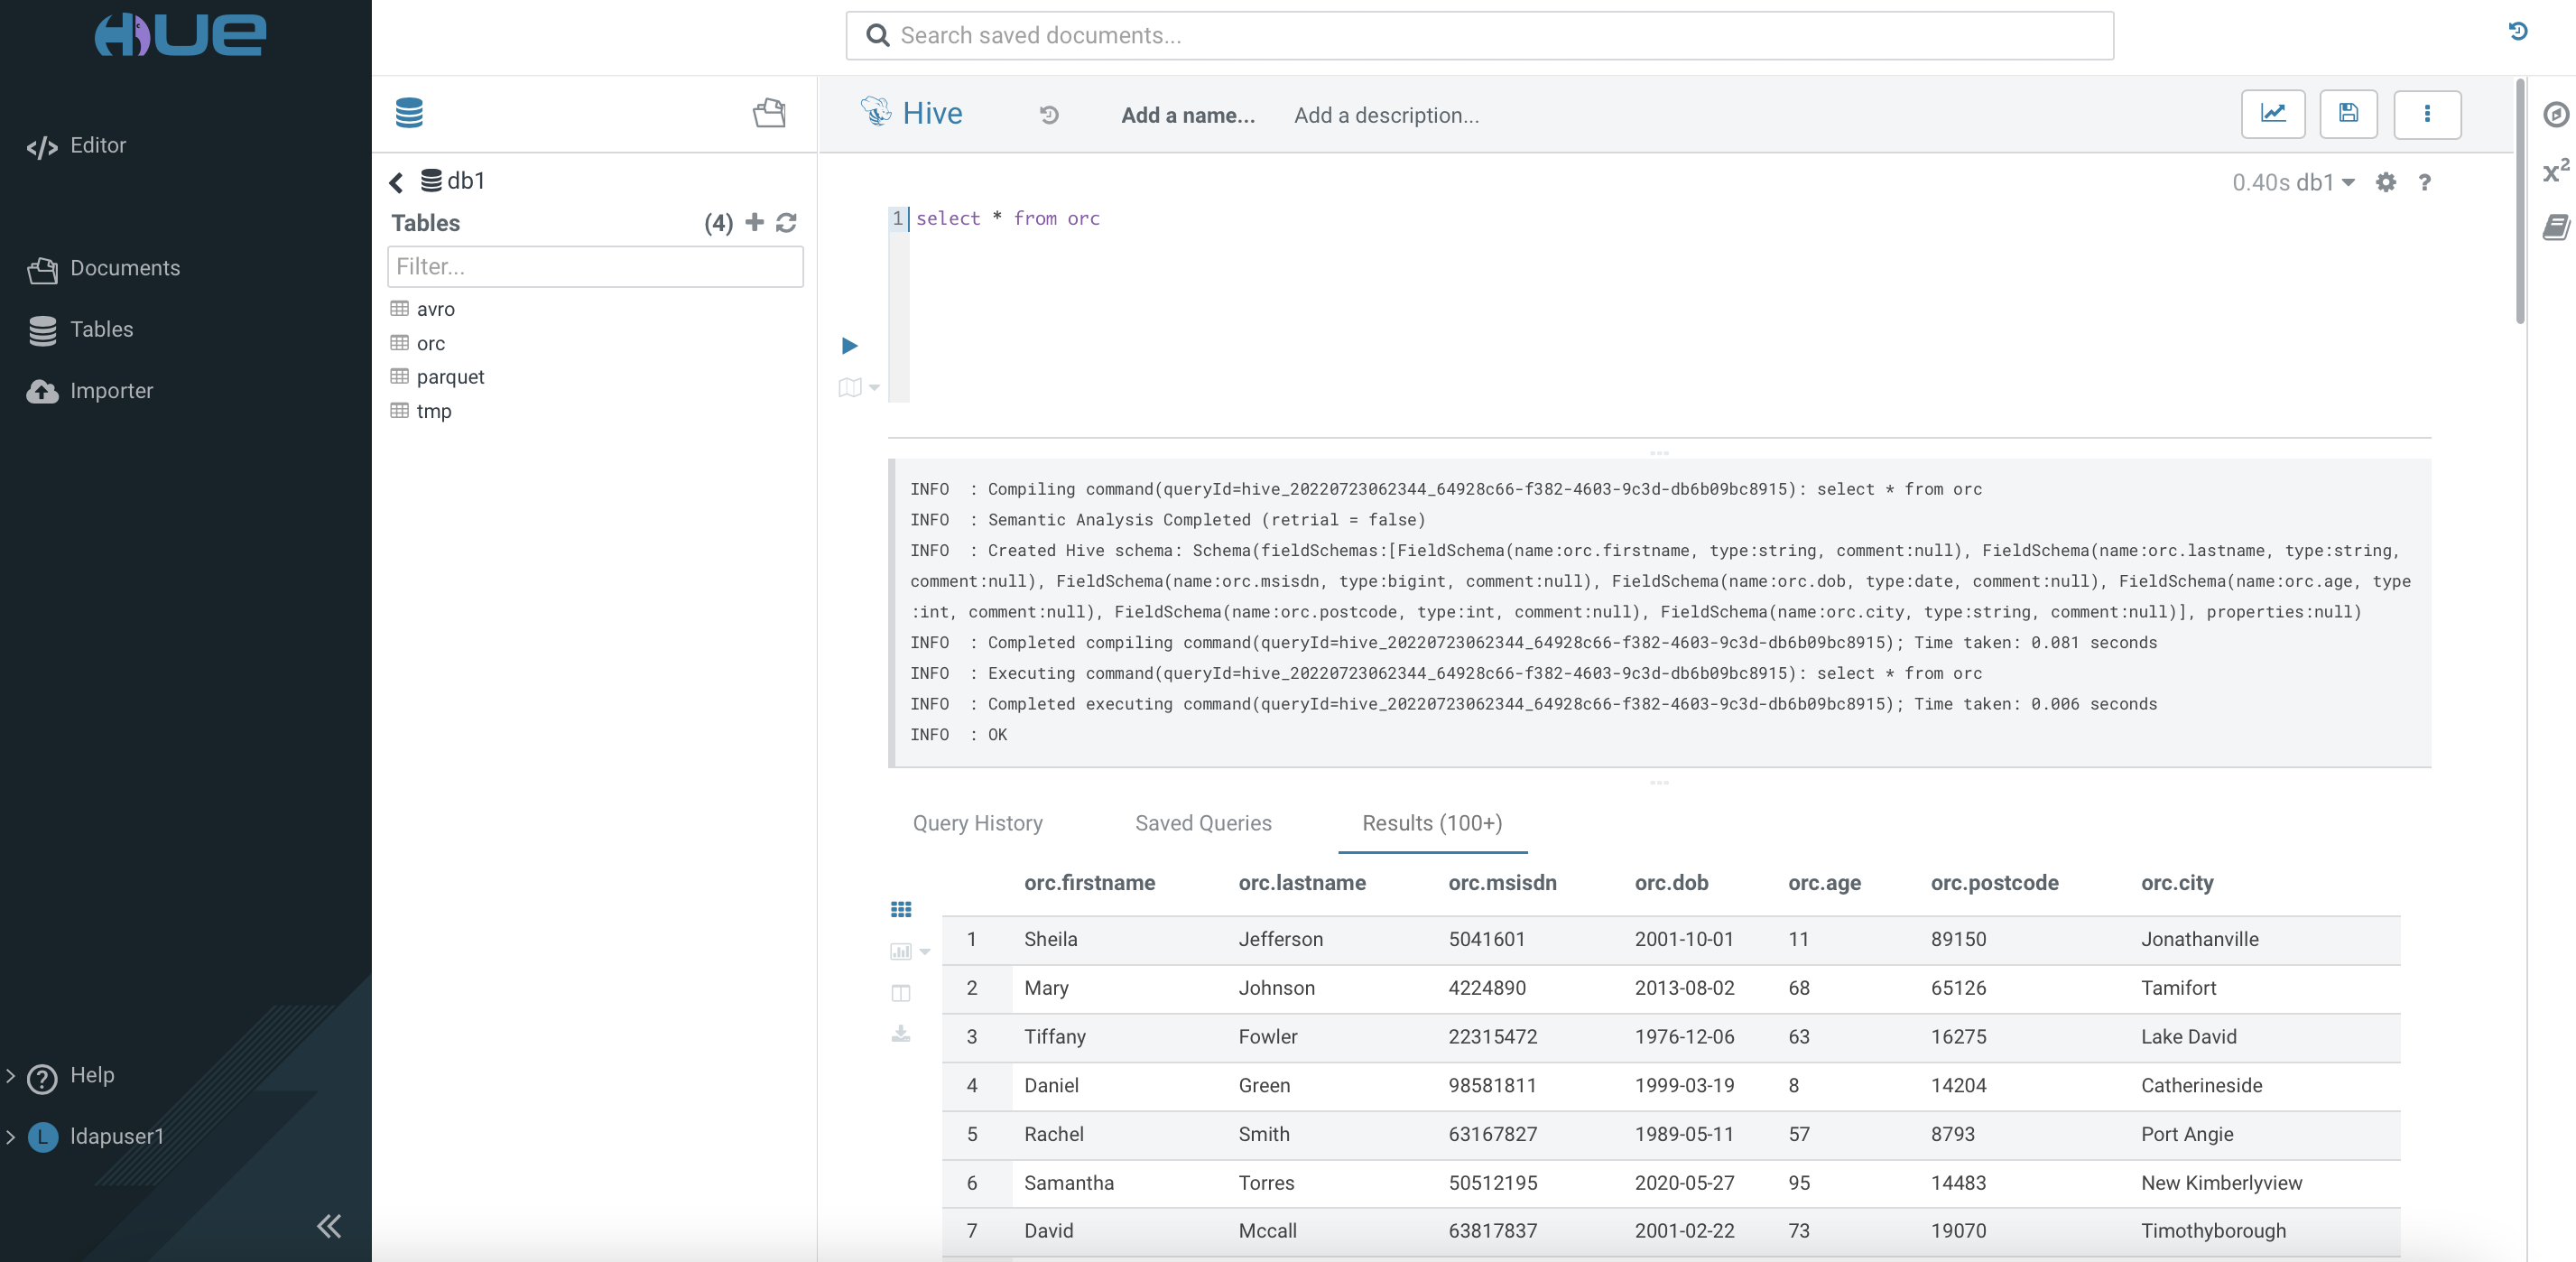 HUE
Search saved documents...
Editor
Documents
Tables
Importer
Help
L ldapuser1
db1
Tables (4)
Filter...
avro
orc
parquet
tmp
Hive Add a name... Add a description...
0.40s db1 ?
1 select * from orc
INFO : Compiling command(queryId=hive_20220723062344_64928c66-f382-4603-9c3d-db6b09bc8915): select * from orc
INFO : Semantic Analysis Completed (retrial = false)
INFO : Created Hive schema: Schema(fieldSchemas:[FieldSchema(name:orc.firstname, type:string, comment:null), FieldSchema(name:orc.lastname, type:string,
comment:null), FieldSchema(name:orc.msisdn, type:bigint, comment:null), FieldSchema(name:orc.dob, type:date, comment:null), FieldSchema(name:orc.age, type
:int, comment:null), FieldSchema(name:orc.postcode, type:int, comment:null), FieldSchema(name:orc.city, type:string, comment:null)], properties:null)
INFO : Completed compiling command(queryId=hive_20220723062344_64928c66-f382-4603-9c3d-db6b09bc8915); Time taken: 0.081 seconds
INFO : Executing command(queryId=hive_20220723062344_64928c66-f382-4603-9c3d-db6b09bc8915): select * from orc
INFO : Completed executing command(queryId=hive_20220723062344_64928c66-f382-4603-9c3d-db6b09bc8915); Time taken: 0.006 seconds
INFO : OK
Query History Saved Queries Results (100+)
orc.firstname orc.lastname orc.msisdn orc.dob orc.age orc.postcode orc.city
1 Sheila Jefferson 5041601 2001-10-01 11 89150 Jonathanville
2 Mary Johnson 4224890 2013-08-02 68 65126 Tamifort
3 Tiffany Fowler 22315472 1976-12-06 63 16275 Lake David
4 Daniel Green 98581811 1999-03-19 8 14204 Catherineside
5 Rachel Smith 63167827 1989-05-11 57 8793 Port Angie
6 Samantha Torres 50512195 2020-05-27 95 14483 New Kimberlyview
7 David Mccall 63817837 2001-02-22 73 19070 Timothyborough
x²